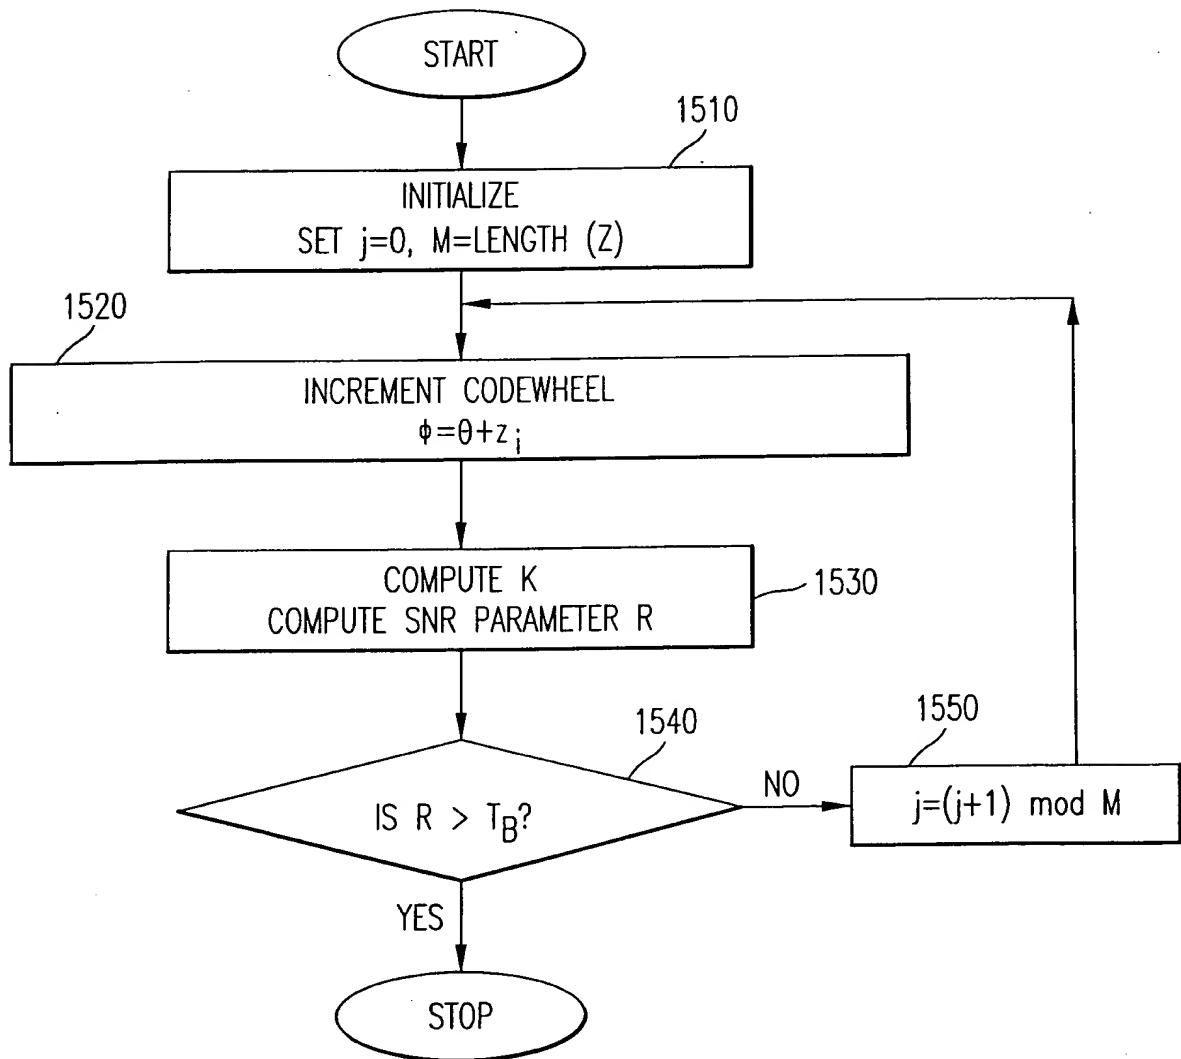 START
1510
INITIALIZE
SET j=0, M=LENGTH (Z)
1520
INCREMENT CODEWHEEL
ϕ=θ+z_j
COMPUTE K
COMPUTE SNR PARAMETER R
1530
1540
IS R > T_B?
NO
1550
j=(j+1) mod M
YES
STOP